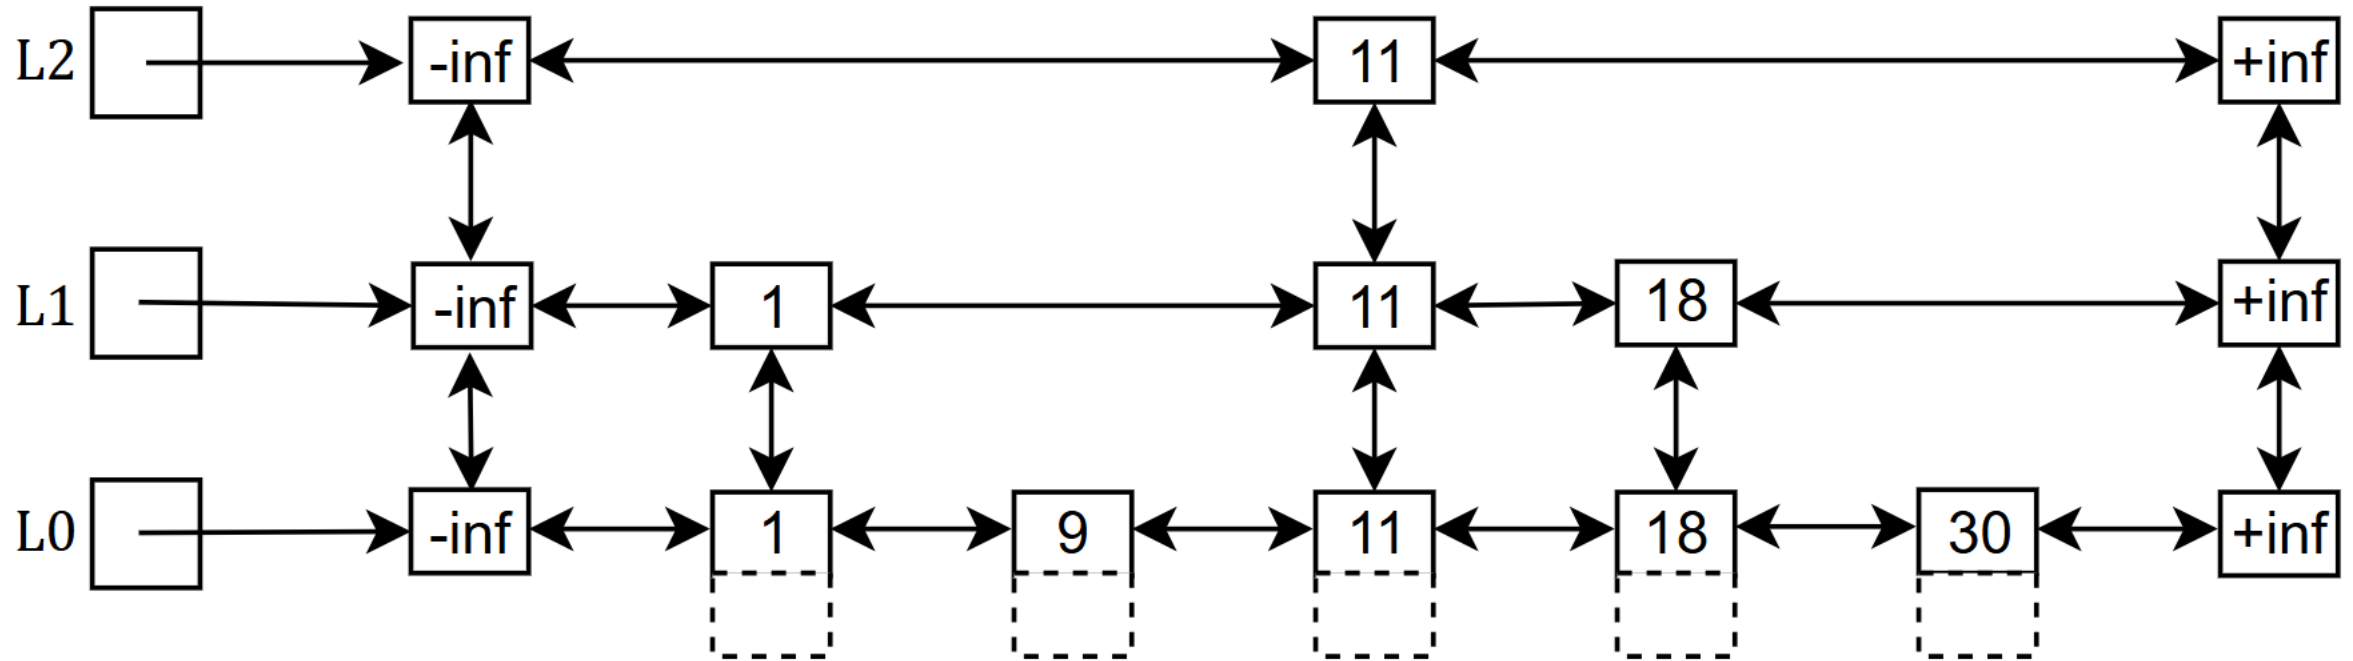 L2 -inf 11 +inf
L1 -inf 1 11 18 +inf
L0 -inf 1 9 11 18 30 +inf